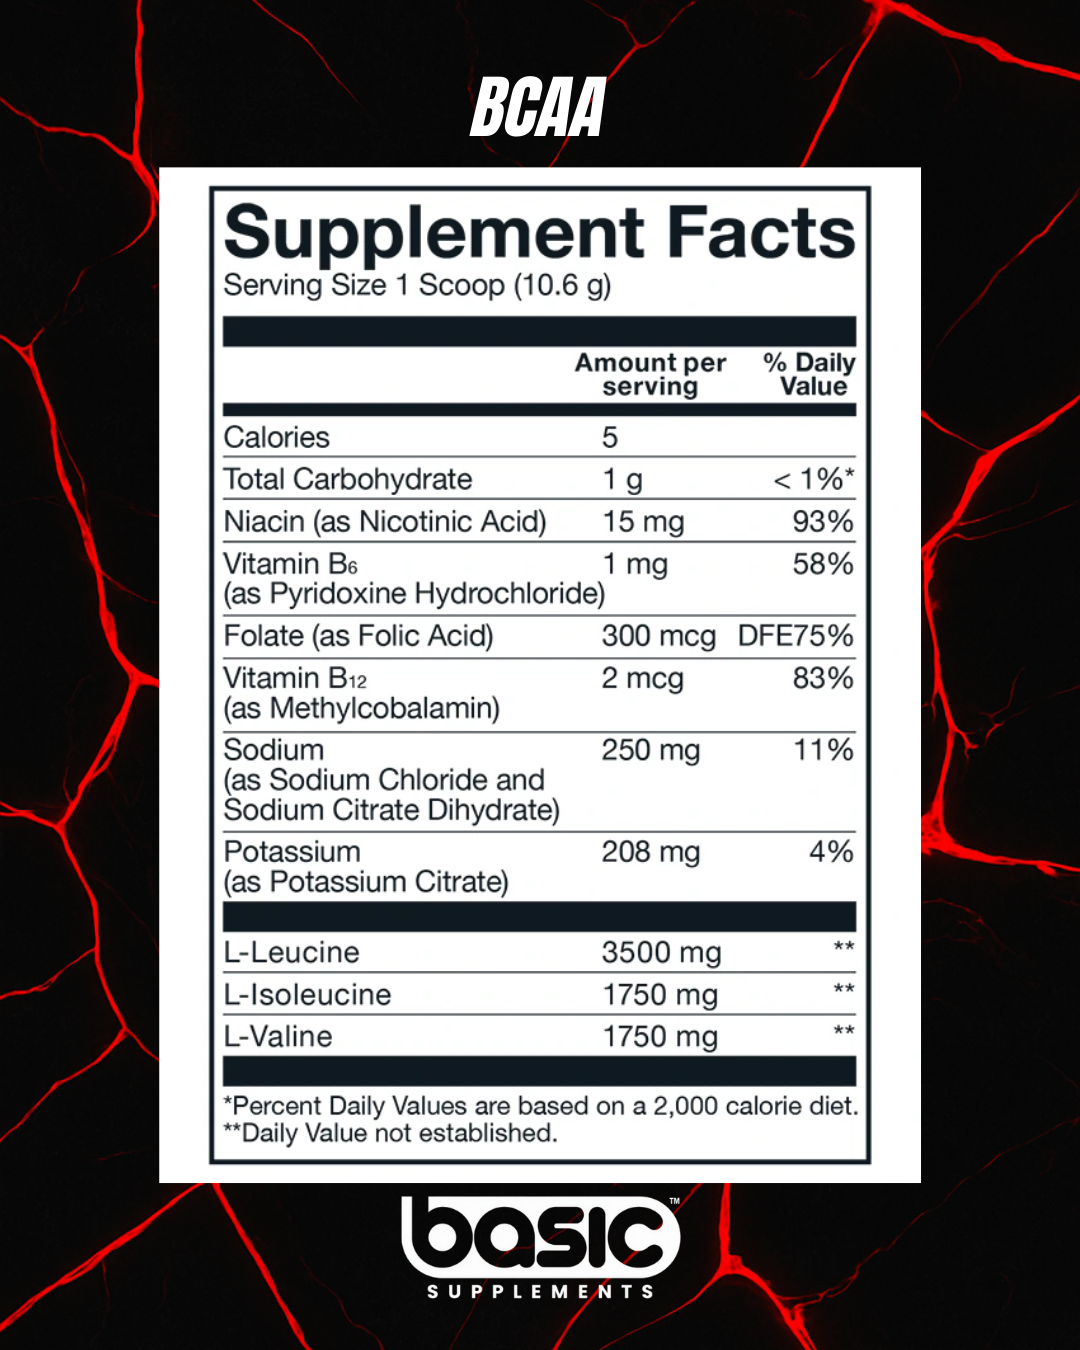 BCAA
Supplement Facts
Serving Size 1 Scoop (10.6 g)
Amount per serving % Daily Value
Calories 5
Total Carbohydrate 1 g < 1%*
Niacin (as Nicotinic Acid) 15 mg 93%
Vitamin B6 1 mg 58%
(as Pyridoxine Hydrochloride)
Folate (as Folic Acid) 300 mcg DFE75%
Vitamin B12 2 mcg 83%
(as Methylcobalamin)
Sodium 250 mg 11%
(as Sodium Chloride and
Sodium Citrate Dihydrate)
Potassium 208 mg 4%
(as Potassium Citrate)
L-Leucine 3500 mg **
L-Isoleucine 1750 mg **
L-Valine 1750 mg **
*Percent Daily Values are based on a 2,000 calorie diet.
**Daily Value not established.
basic TM
SUPPLEMENTS